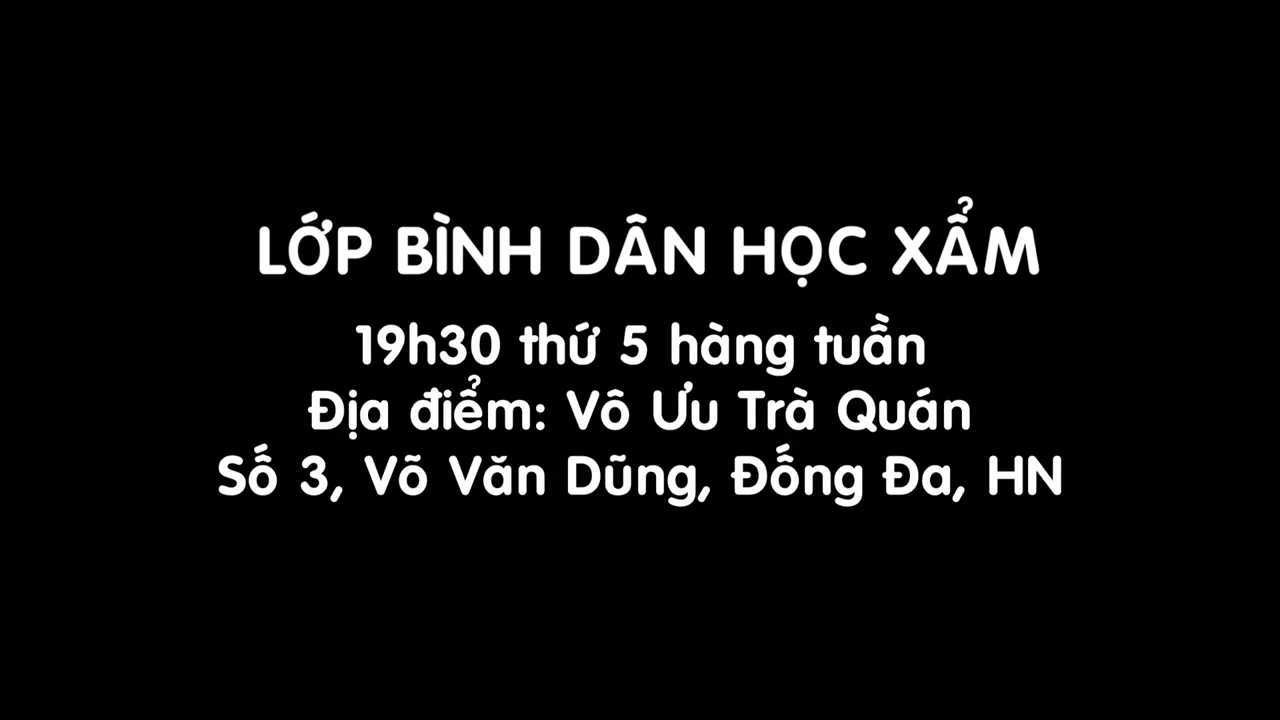 LỚP BÌNH DÂN HỌC XẨM
19h30 thứ 5 hàng tuần
Địa điểm: Vô Ưu Trà Quán
Số 3, Võ Văn Dũng, Đống Đa, HN